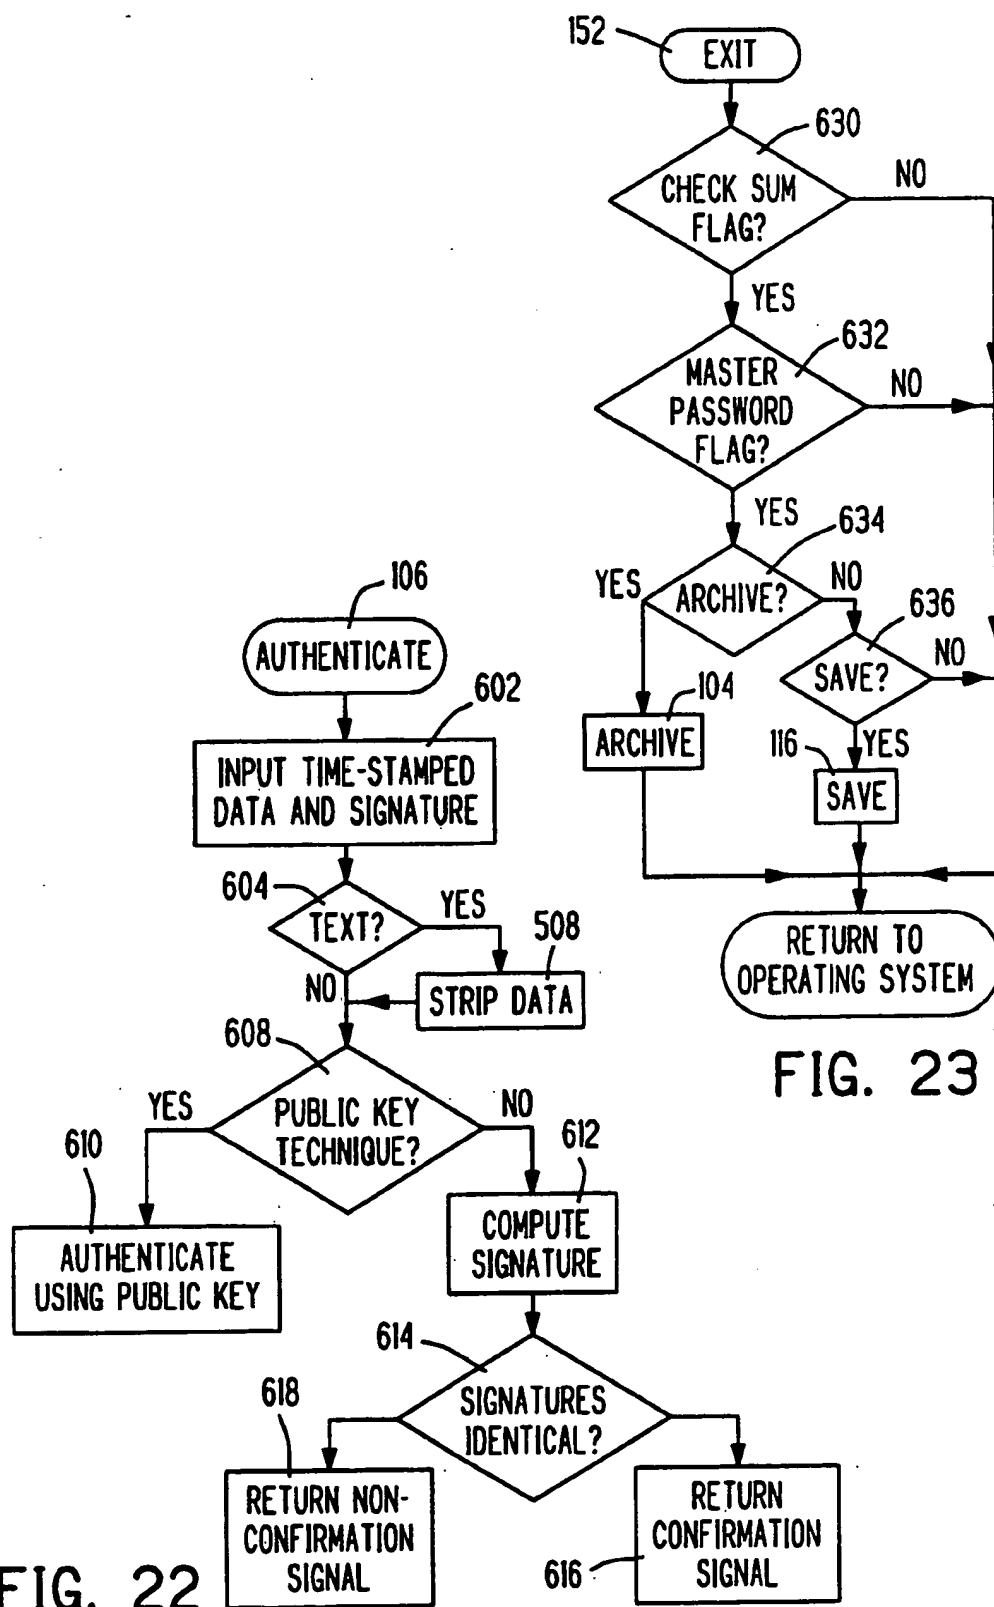 152
EXIT
630
CHECK SUM
FLAG?
NO
YES
632
MASTER
PASSWORD
FLAG?
NO
YES
634
ARCHIVE?
YES
NO
636
SAVE?
NO
104
ARCHIVE
YES
116
SAVE
RETURN TO
OPERATING SYSTEM
FIG. 23
106
AUTHENTICATE
602
INPUT TIME-STAMPED
DATA AND SIGNATURE
604
TEXT?
YES
508
STRIP DATA
NO
608
PUBLIC KEY
TECHNIQUE?
YES
NO
610
AUTHENTICATE
USING PUBLIC KEY
612
COMPUTE
SIGNATURE
614
SIGNATURES
IDENTICAL?
618
RETURN NON-
CONFIRMATION
SIGNAL
RETURN
CONFIRMATION
SIGNAL
616
FIG. 22